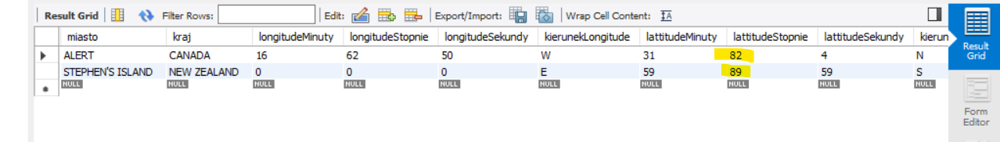 Result Grid Filter Rows: Edit: Export/Import: Wrap Cell Content: IA
miasto kraj longitudeMinuty longitudeStopnie longitudeSekundy kierunekLongitude lattitudeMinuty lattitudeStopnie lattitudeSekundy kierun
ALERT CANADA 16 62 50 W 31 82 4 N
STEPHEN'S ISLAND NEW ZEALAND 0 0 0 E 59 89 59 S
NULL NULL NULL NULL NULL NULL NULL NULL NULL NULL
Result
Grid
Form
Editor